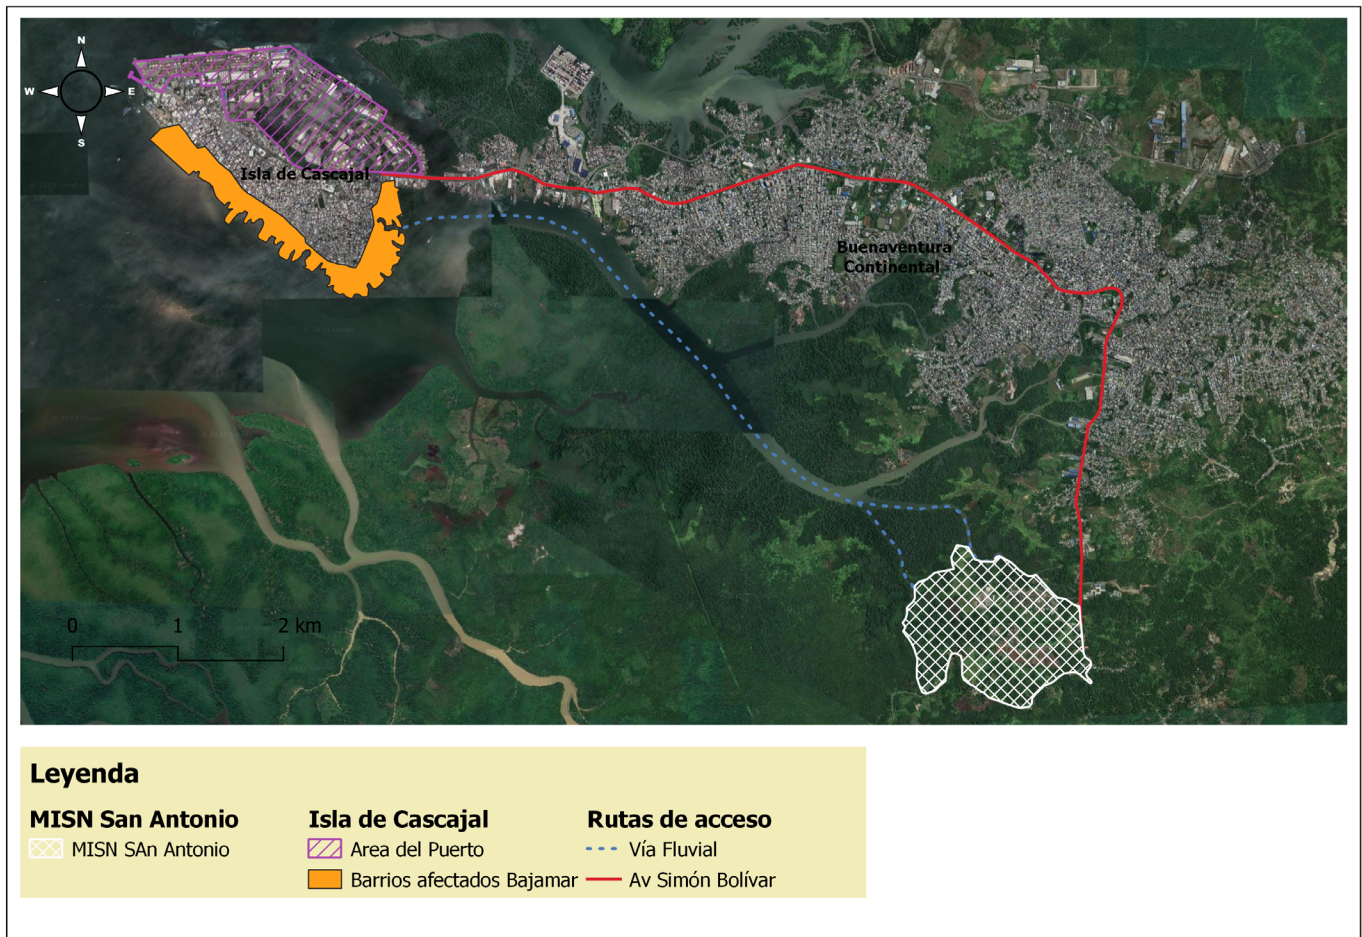 N
W E
S
Isla de Cascajal
Buenaventura
Continental
0 1 2 km
Leyenda
MISN San Antonio
MISN SAn Antonio
Isla de Cascajal
Area del Puerto
Barrios afectados Bajamar
Rutas de acceso
Vía Fluvial
Av Simón Bolívar